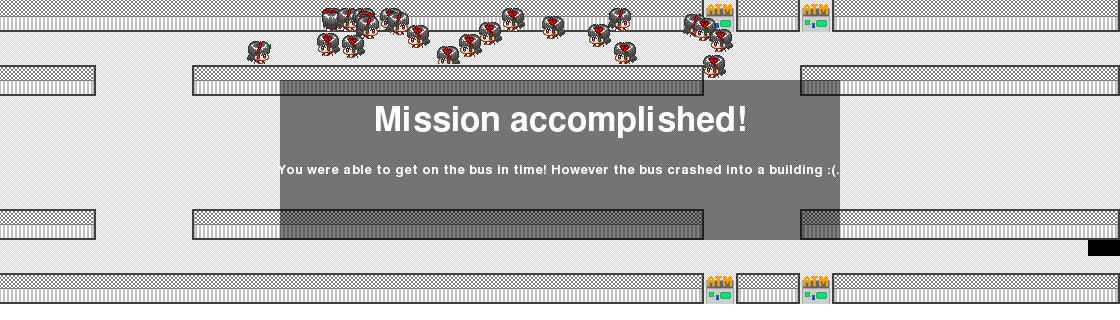 ATM ATM
Mission accomplished!
You were able to get on the bus in time! However the bus crashed into a building :(.
ATM ATM